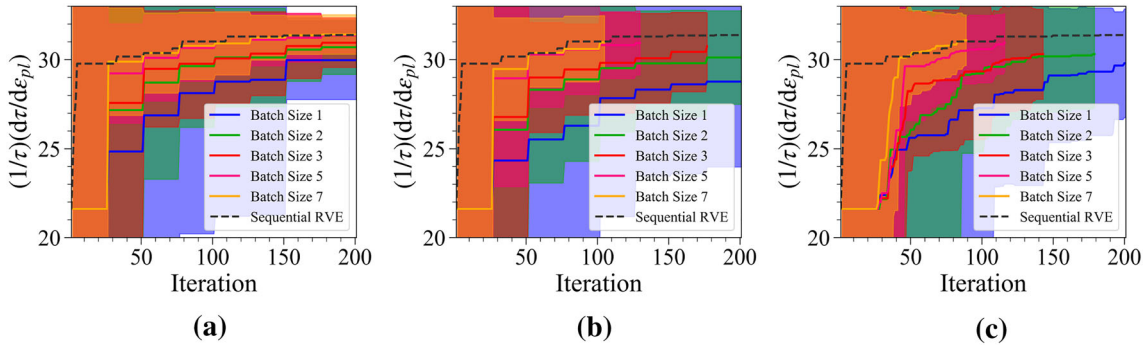 (1/τ)(dτ/dε_pl)
30
25
20
50
100
150
200
Iteration
Batch Size 1
Batch Size 2
Batch Size 3
Batch Size 5
Batch Size 7
Sequential RVE
(a)
(1/τ)(dτ/dε_pl)
30
25
20
50
100
150
200
Iteration
Batch Size 1
Batch Size 2
Batch Size 3
Batch Size 5
Batch Size 7
Sequential RVE
(b)
(1/τ)(dτ/dε_pl)
30
25
20
50
100
150
200
Iteration
Batch Size 1
Batch Size 2
Batch Size 3
Batch Size 5
Batch Size 7
Sequential RVE
(c)